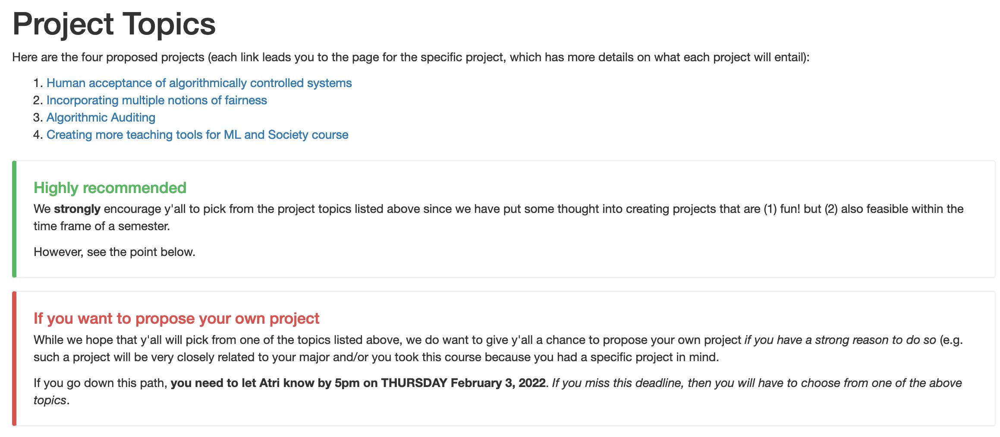 Project Topics
Here are the four proposed projects (each link leads you to the page for the specific project, which has more details on what each project will entail):
1. Human acceptance of algorithmically controlled systems
2. Incorporating multiple notions of fairness
3. Algorithmic Auditing
4. Creating more teaching tools for ML and Society course
Highly recommended
We strongly encourage y'all to pick from the project topics listed above since we have put some thought into creating projects that are (1) fun! but (2) also feasible within the
time frame of a semester.
However, see the point below.
If you want to propose your own project
While we hope that y'all will pick from one of the topics listed above, we do want to give y'all a chance to propose your own project if you have a strong reason to do so (e.g.
such a project will be very closely related to your major and/or you took this course because you had a specific project in mind.
If you go down this path, you need to let Atri know by 5pm on THURSDAY February 3, 2022. If you miss this deadline, then you will have to choose from one of the above
topics.